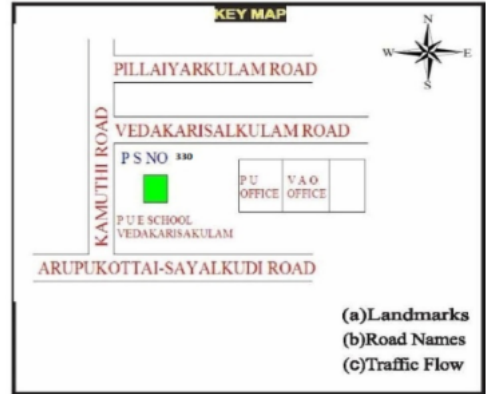 KEY MAP
N
W E
S
PILLAIYARKULAM ROAD
VEDAKARISALKULAM ROAD
KAMUTHI ROAD
P S NO 330
P U
OFFICE
V A O
OFFICE
P U E SCHOOL
VEDAKARISAKULAM
ARUPUKOTTAI-SAYALKUDI ROAD
(a)Landmarks
(b)Road Names
(c)Traffic Flow